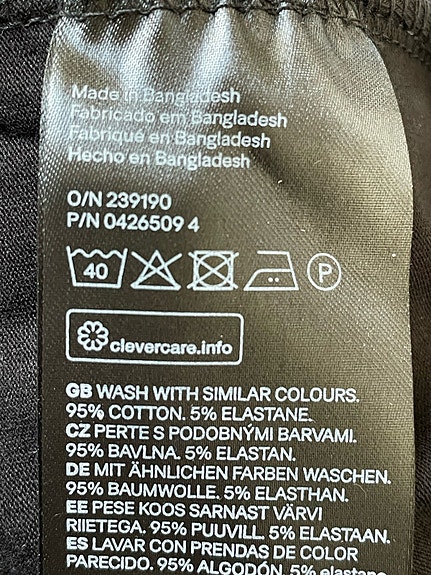 Made in Bangladesh
Fabricado em Bangladesh
Fabriqué en Bangladesh
Hecho en Bangladesh
O/N 239190
P/N 0426509 4
40 P
clevercare.info
GB WASH WITH SIMILAR COLOURS.
95% COTTON. 5% ELASTANE.
CZ PERTE S PODOBNÝMI BARVAMI.
95% BAVLNA. 5% ELASTAN.
DE MIT ÄHNLICHEN FARBEN WASCHEN.
95% BAUMWOLLE. 5% ELASTHAN.
EE PESE KOOS SARNAST VÄRVI
RIIETEGA. 95% PUUVILL. 5% ELASTAAN.
ES LAVAR CON PRENDAS DE COLOR
PARECIDO. 95% ALGODÓN. 5% elastano